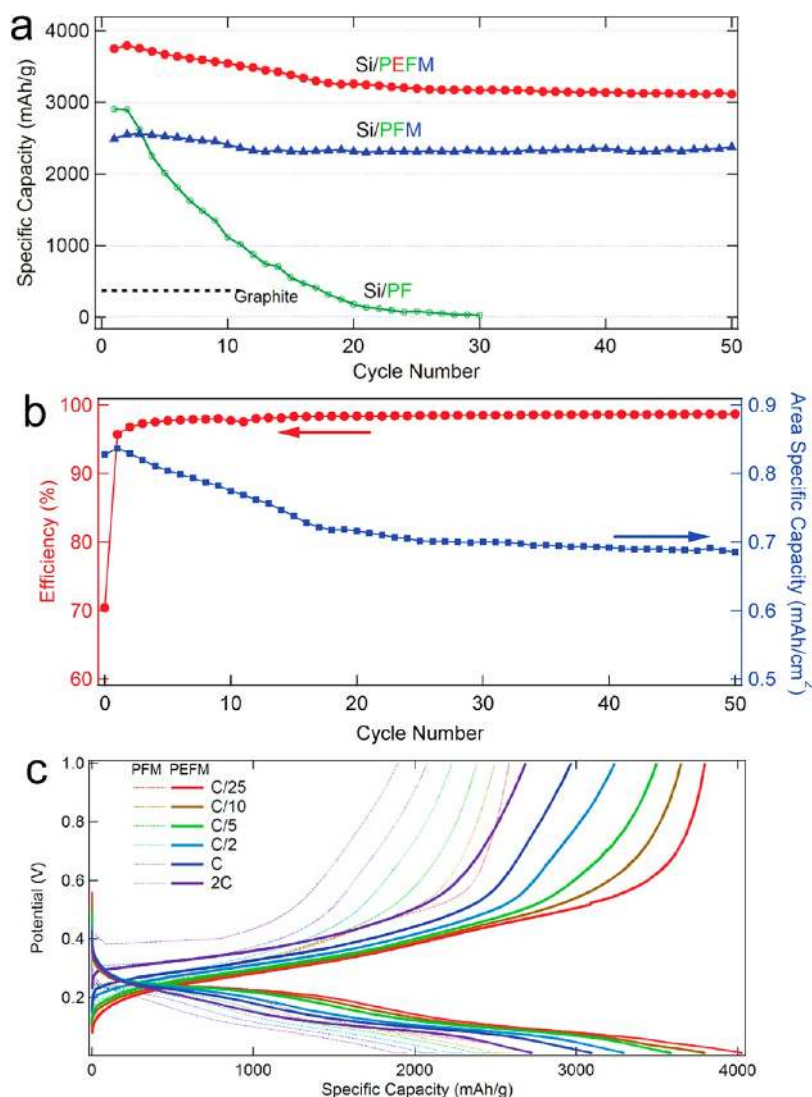 a
Specific Capacity (mAh/g)
4000
3000
2000
1000
0
Si/PEFM
Si/PFM
Si/PF
Graphite
0 10 20 30 40 50
Cycle Number
b
Efficiency (%)
100
90
80
70
60
0.9
0.8
0.7
0.6
0.5
Area Specific Capacity (mAh/cm2)
0 10 20 30 40 50
Cycle Number
c
Potential (V)
1.0
0.8
0.6
0.4
0.2
PFM PEFM
C/25
C/10
C/5
C/2
C
2C
0 1000 2000 3000 4000
Specific Capacity (mAh/g)